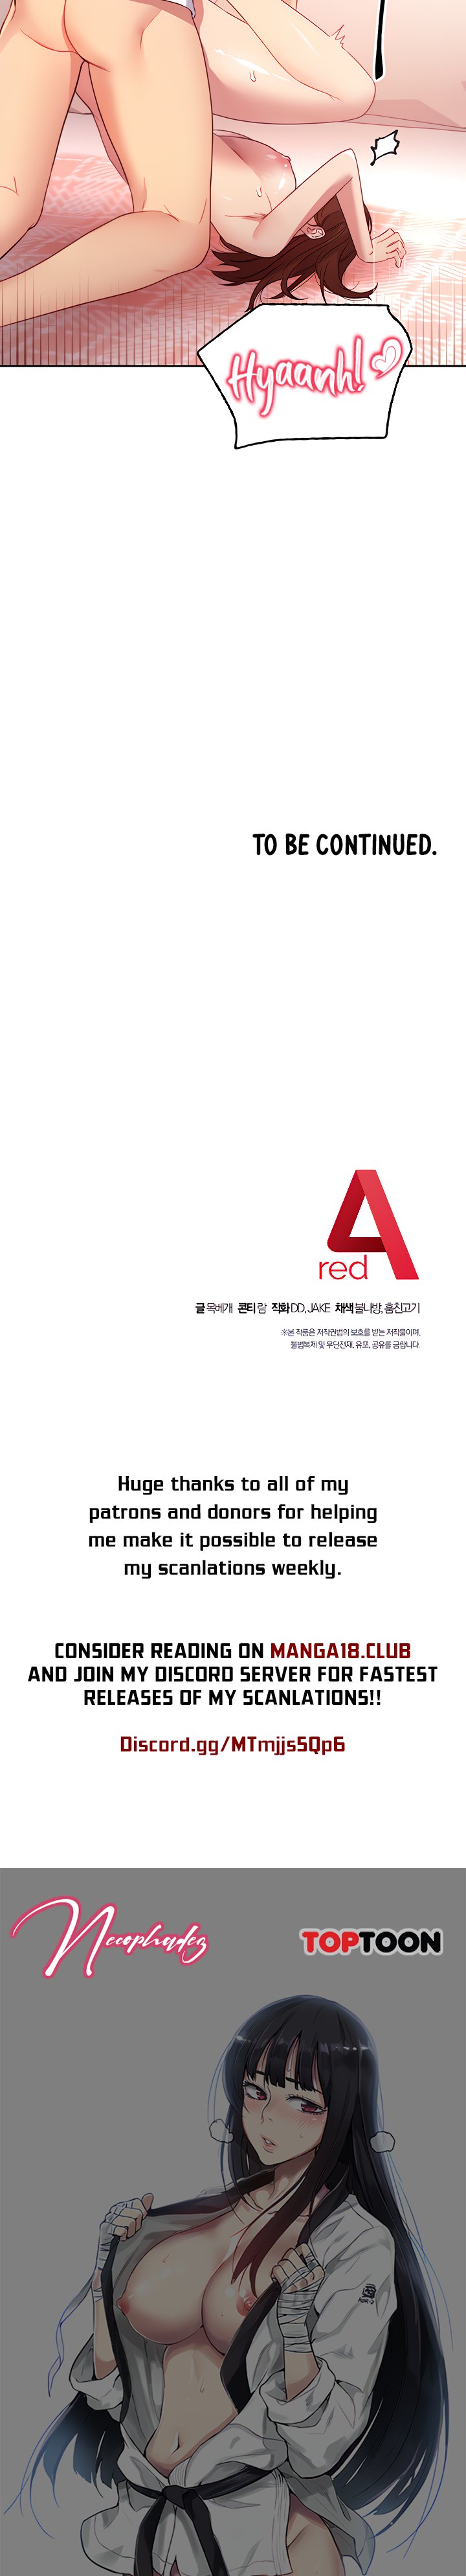 Hyaanh!
TO BE CONTINUED.
red
글 목베개 콘티 람 작화 DD, JAKE 채색 불나방, 훔친고기
※본 작품은 저작권법의 보호를 받는 저작물이며,
불법복제 및 무단전재, 유포, 공유를 금합니다.
Huge thanks to all of my
patrons and donors for helping
me make it possible to release
my scanlations weekly.
CONSIDER READING ON MANGA18.CLUB
AND JOIN MY DISCORD SERVER FOR FASTEST
RELEASES OF MY SCANLATIONS!!
Discord.gg/MTmjjs5Qp6
Necophadez
TOPTOON